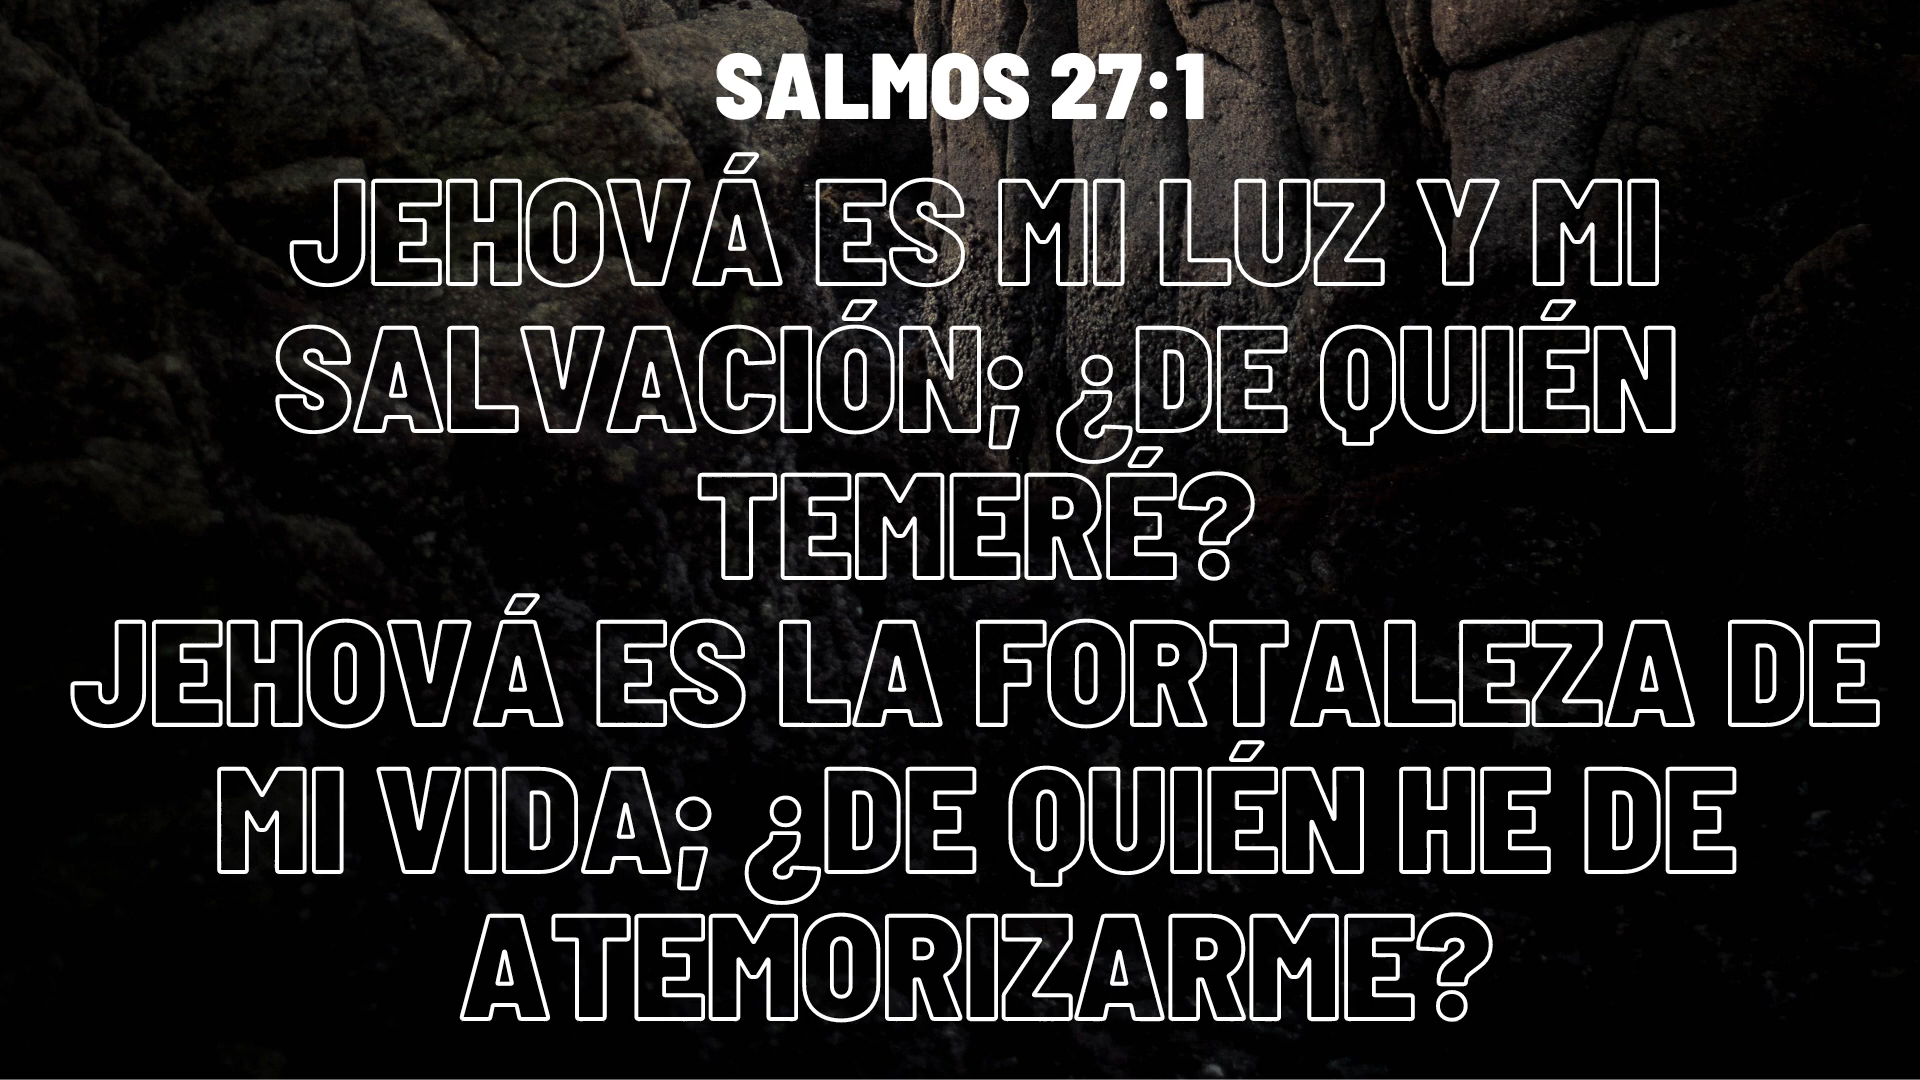 SALMOS 27:1
JEHOVÁ ES MI LUZ Y MI
SALVACIÓN; ¿DE QUIÉN
TEMERÉ?
JEHOVÁ ES LA FORTALEZA DE
MI VIDA; ¿DE QUIÉN HE DE
ATEMORIZARME?